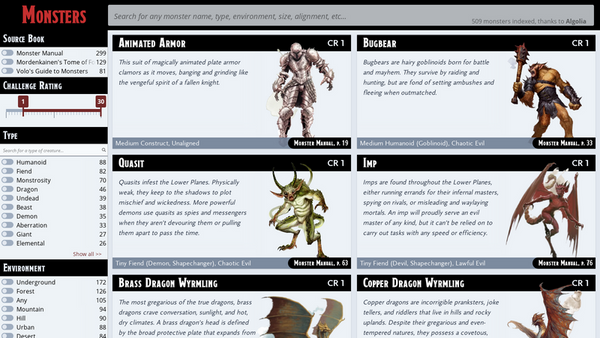 MONSTERS
Search for any monster name, type, environment, size, alignment, etc...
509 monsters indexed, thanks to Algolia
SOURCE BOOK
Monster Manual 299
Mordenkainen's Tome of F 129
Volo's Guide to Monsters 81
CHALLENGE RATING
1 30
TYPE
Search for a type of creature...
Humanoid 88
Fiend 82
Monstrosity 70
Dragon 46
Undead 39
Beast 38
Demon 35
Aberration 33
Giant 27
Elemental 26
Show all >>
ENVIRONMENT
Underground 172
Forest 126
Any 105
Mountain 94
Hill 90
Urban 88
Desert 84
ANIMATED ARMOR CR 1
This suit of magically animated plate armor
clamors as it moves, banging and grinding like
the vengeful spirit of a fallen knight.
Medium Construct, Unaligned MONSTER MANUAL, P. 19
BUGBEAR CR 1
Bugbears are hairy goblinoids born for battle
and mayhem. They survive by raiding and
hunting, but are fond of setting ambushes and
fleeing when outmatched.
Medium Humanoid (Goblinoid), Chaotic Evil MONSTER MANUAL, P. 33
QUASIT CR 1
Quasits infest the Lower Planes. Physically
weak, they keep to the shadows to plot
mischief and wickedness. More powerful
demons use quasits as spies and messengers
when they aren't devouring them or pulling
them apart to pass the time.
Tiny Fiend (Demon, Shapechanger), Chaotic Evil MONSTER MANUAL, P. 63
IMP CR 1
Imps are found throughout the Lower Planes,
either running errands for their infernal masters,
spying on rivals, or misleading and waylaying
mortals. An imp will proudly serve an evil
master of any kind, but it can't be relied on to
carry out tasks with any speed or efficiency.
Tiny Fiend (Devil, Shapechanger), Lawful Evil MONSTER MANUAL, P. 76
BRASS DRAGON WYRMLING CR 1
The most gregarious of the true dragons, brass
dragons crave conversation, sunlight, and hot,
dry climates. A brass dragon's head is defined
by the broad protective plate that expands from
COPPER DRAGON WYRMLING CR 1
Copper dragons are incorrigible pranksters, joke
tellers, and riddlers that live in hills and rocky
uplands. Despite their gregarious and even-
tempered natures, they possess a covetous,